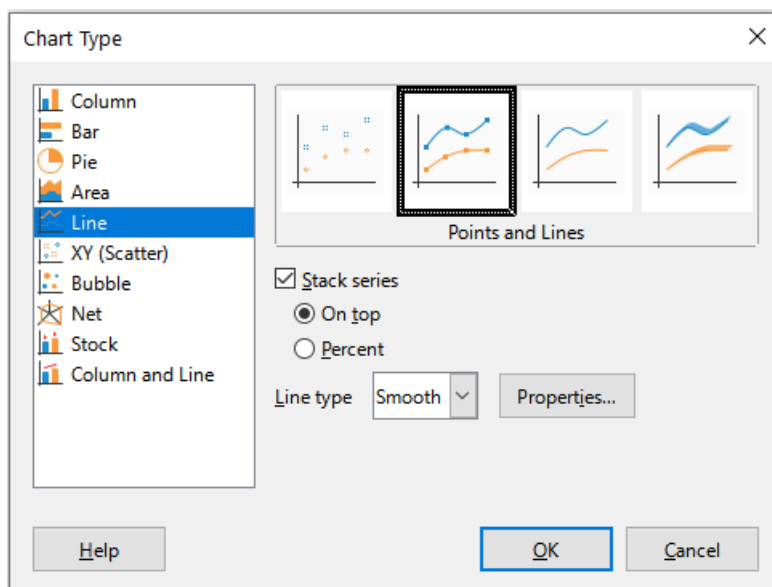 Chart Type
Column
Bar
Pie
Area
Line
XY (Scatter)
Bubble
Net
Stock
Column and Line
Points and Lines
Stack series
On top
Percent
Line type Smooth Properties...
Help OK Cancel